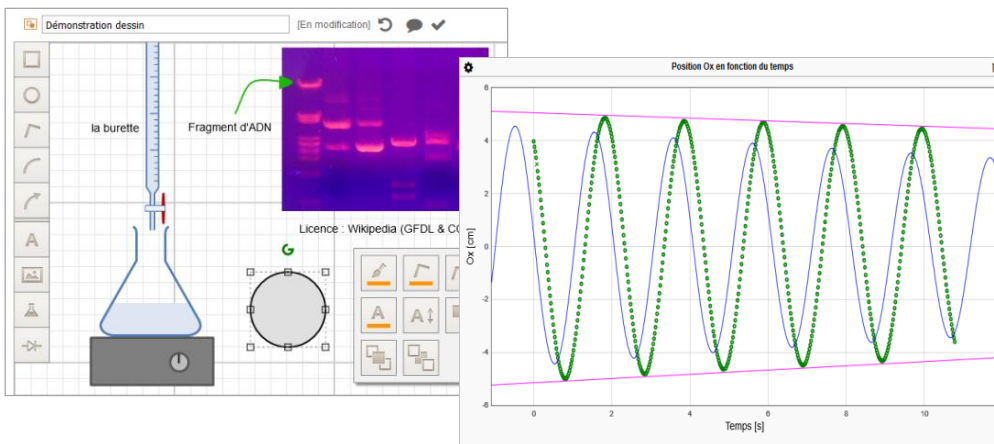 Démonstration dessin
[En modification]
la burette
Fragment d'ADN
Licence : Wikipedia (GFDL & CC
A
A
A
Position Ox en fonction du temps
6
4
2
0
-2
-4
-6
Ox [cm]
0
2
4
6
8
10
Temps [s]